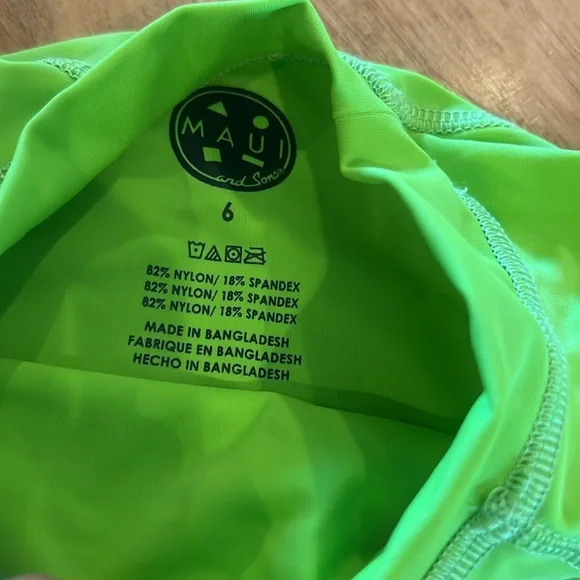 MAUI
and Sons
6
82% NYLON/ 18% SPANDEX
82% NYLON/ 18% SPANDEX
82% NYLON/ 18% SPANDEX
MADE IN BANGLADESH
FABRIQUE EN BANGLADESH
HECHO IN BANGLADESH